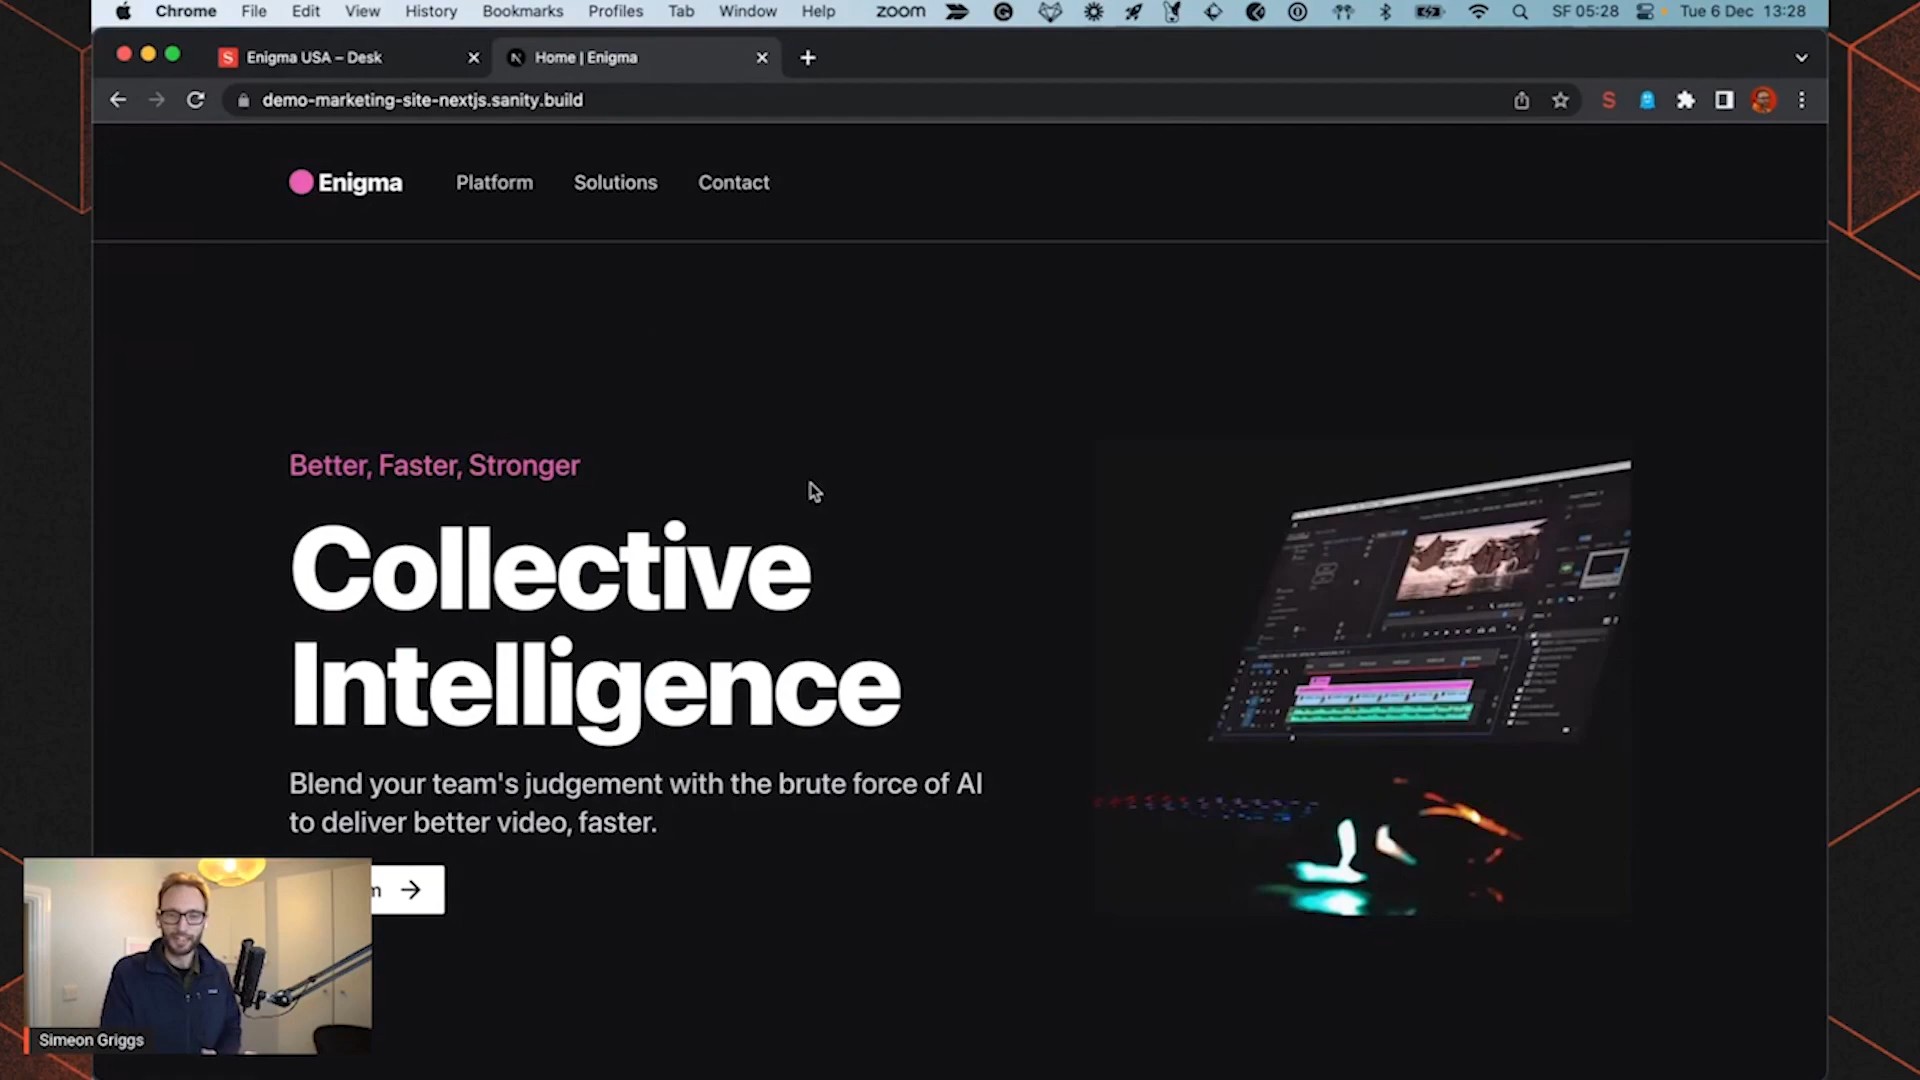 Chrome File Edit View History Bookmarks Profiles Tab Window Help zoom SF 05:28 Tue 6 Dec 13:28
S Enigma USA – Desk
N Home | Enigma
demo-marketing-site-nextjs.sanity.build
S
Enigma Platform Solutions Contact
Better, Faster, Stronger
Collective
Intelligence
Blend your team's judgement with the brute force of AI
to deliver better video, faster.
m →
Simeon Griggs